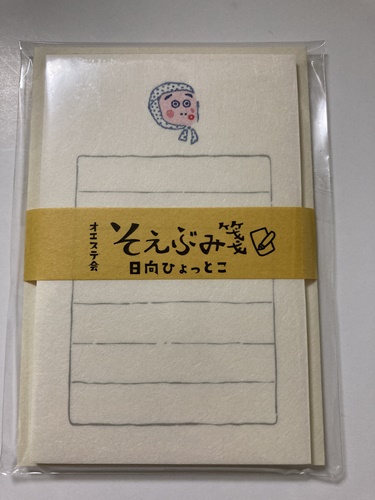 オエステ会
そえぶみ箋
日向ひょっとこ